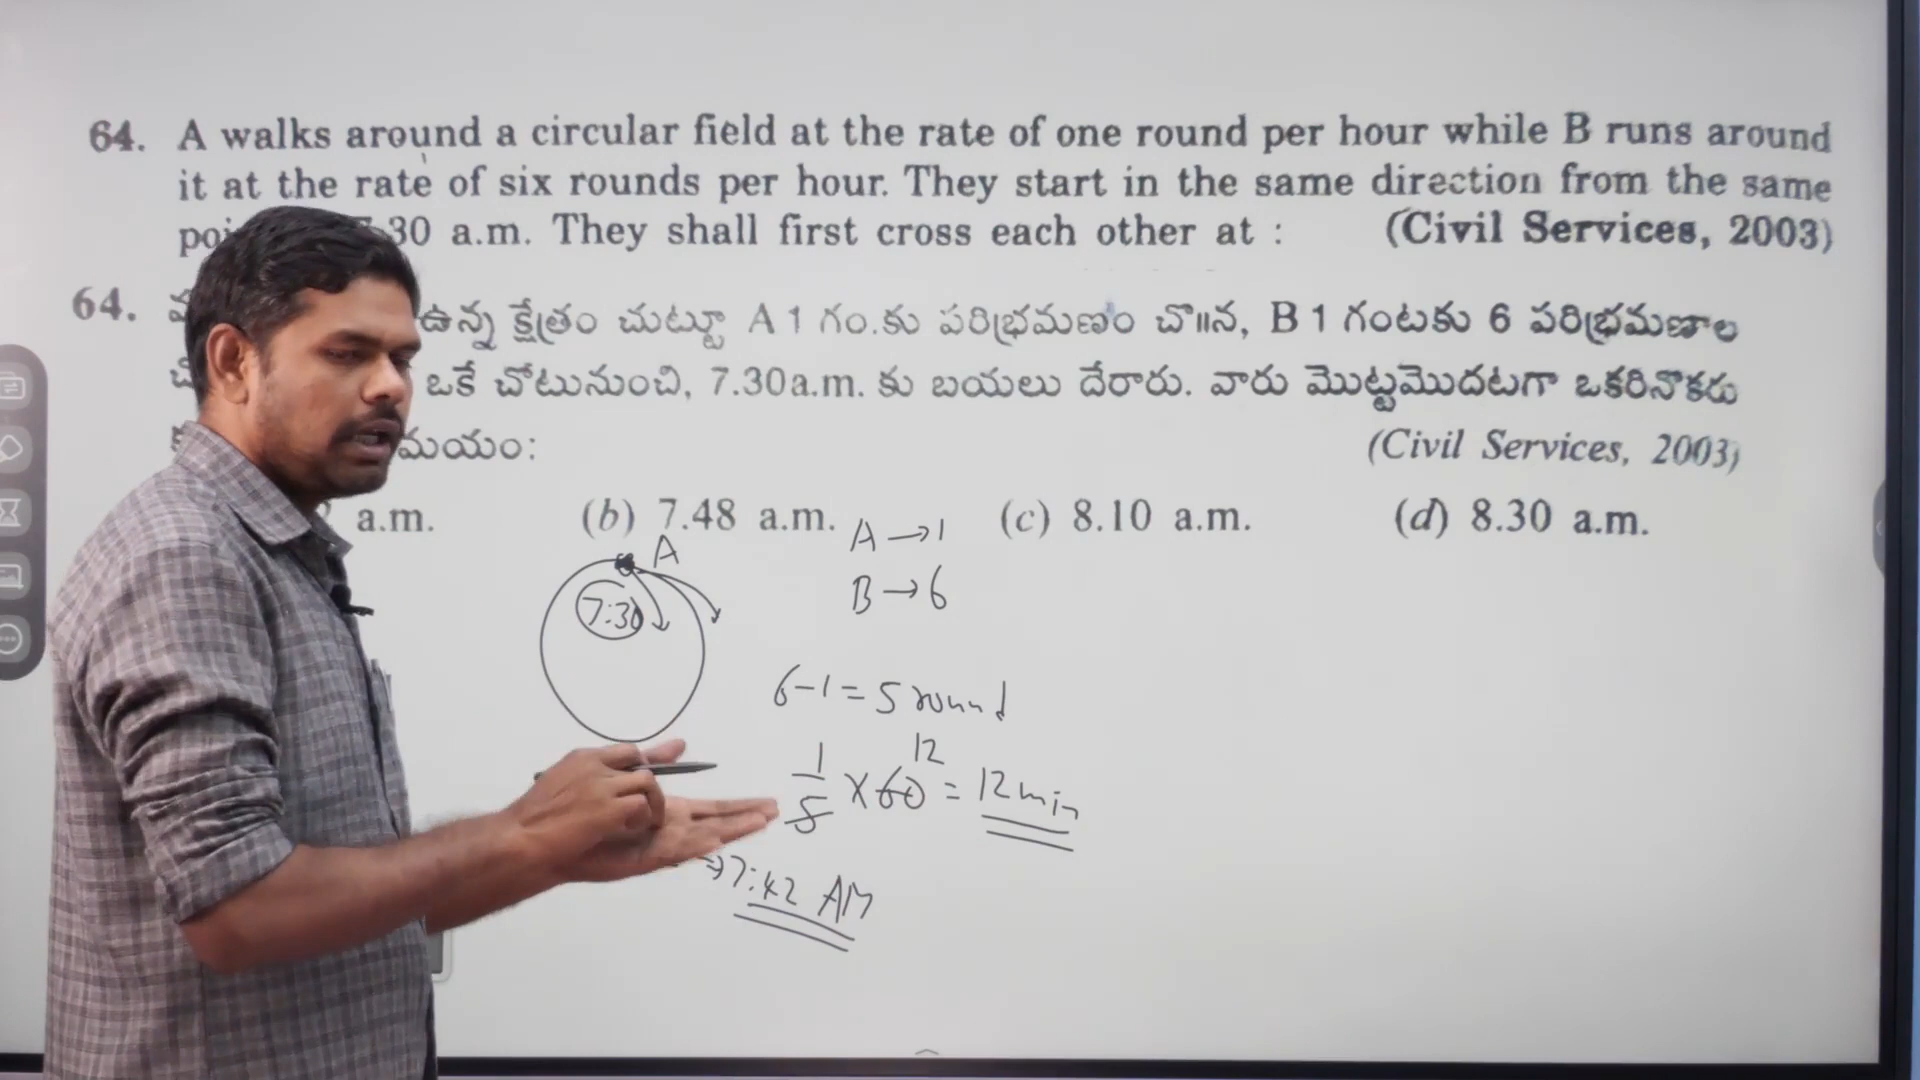 64. A walks around a circular field at the rate of one round per hour while B runs around
it at the rate of six rounds per hour. They start in the same direction from the same
30 a.m. They shall first cross each other at : (Civil Services, 2003)
64. ఉన్న క్షేత్రం చుట్టూ A 1 గం.కు పరిభ్రమణం చొ॥న, B 1 గంటకు 6 పరిభ్రమణాల
ఒకే చోటునుంచి, 7.30a.m. కు బయలు దేరారు. వారు మొట్టమొదటగా ఒకరినొకరు
(Civil Services, 2003)
a.m. (b) 7.48 a.m. (c) 8.10 a.m. (d) 8.30 a.m.
A
7:30
A → 1
B → 6
6-1 = 5 round
1/5 × 60 12 = 12 min
⇒ 7:42 AM